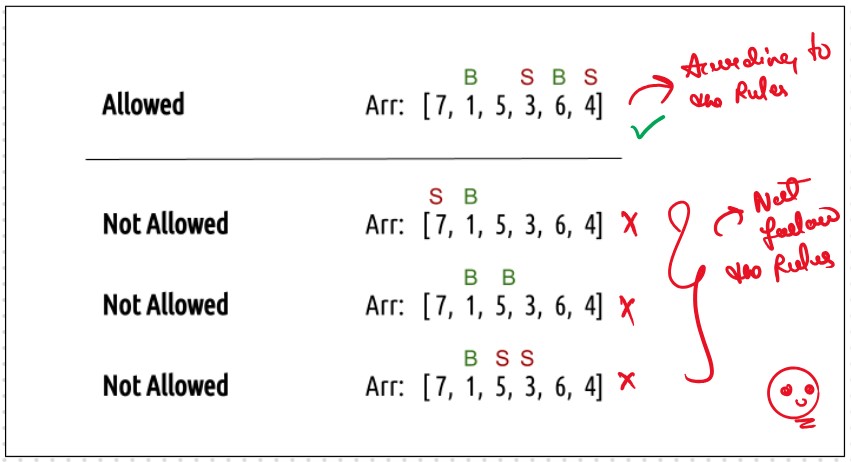 B S B S
Allowed Arr: [7, 1, 5, 3, 6, 4]
According to
the Rules
S B
Not Allowed Arr: [7, 1, 5, 3, 6, 4] x
Not
follow
the Rules
B B
Not Allowed Arr: [7, 1, 5, 3, 6, 4] x
B S S
Not Allowed Arr: [7, 1, 5, 3, 6, 4] x